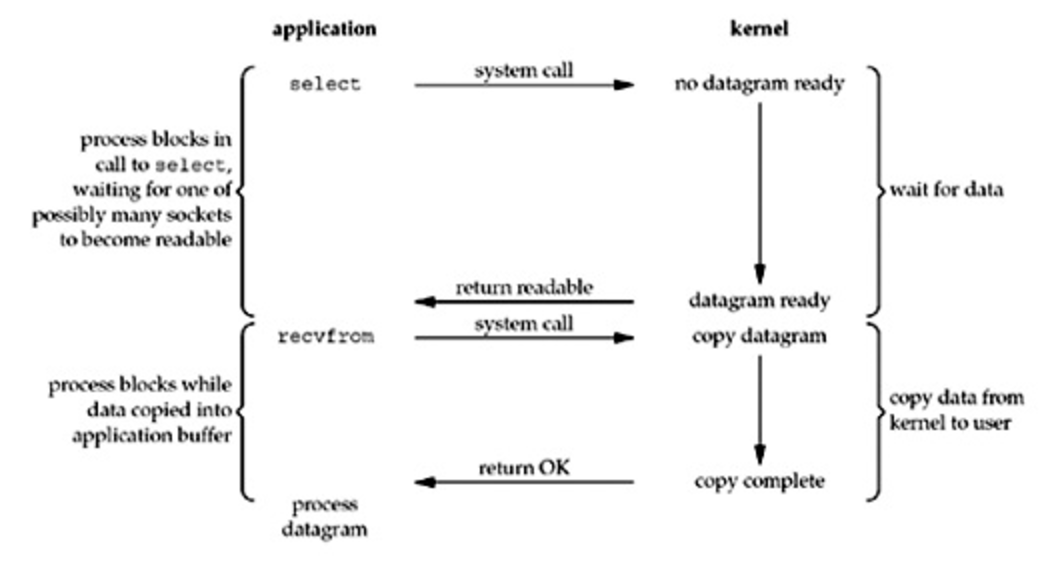 application
kernel
select
system call
no datagram ready
process blocks in
call to select,
waiting for one of
possibly many sockets
to become readable
wait for data
return readable
datagram ready
recvfrom
system call
copy datagram
process blocks while
data copied into
application buffer
copy data from
kernel to user
return OK
copy complete
process
datagram